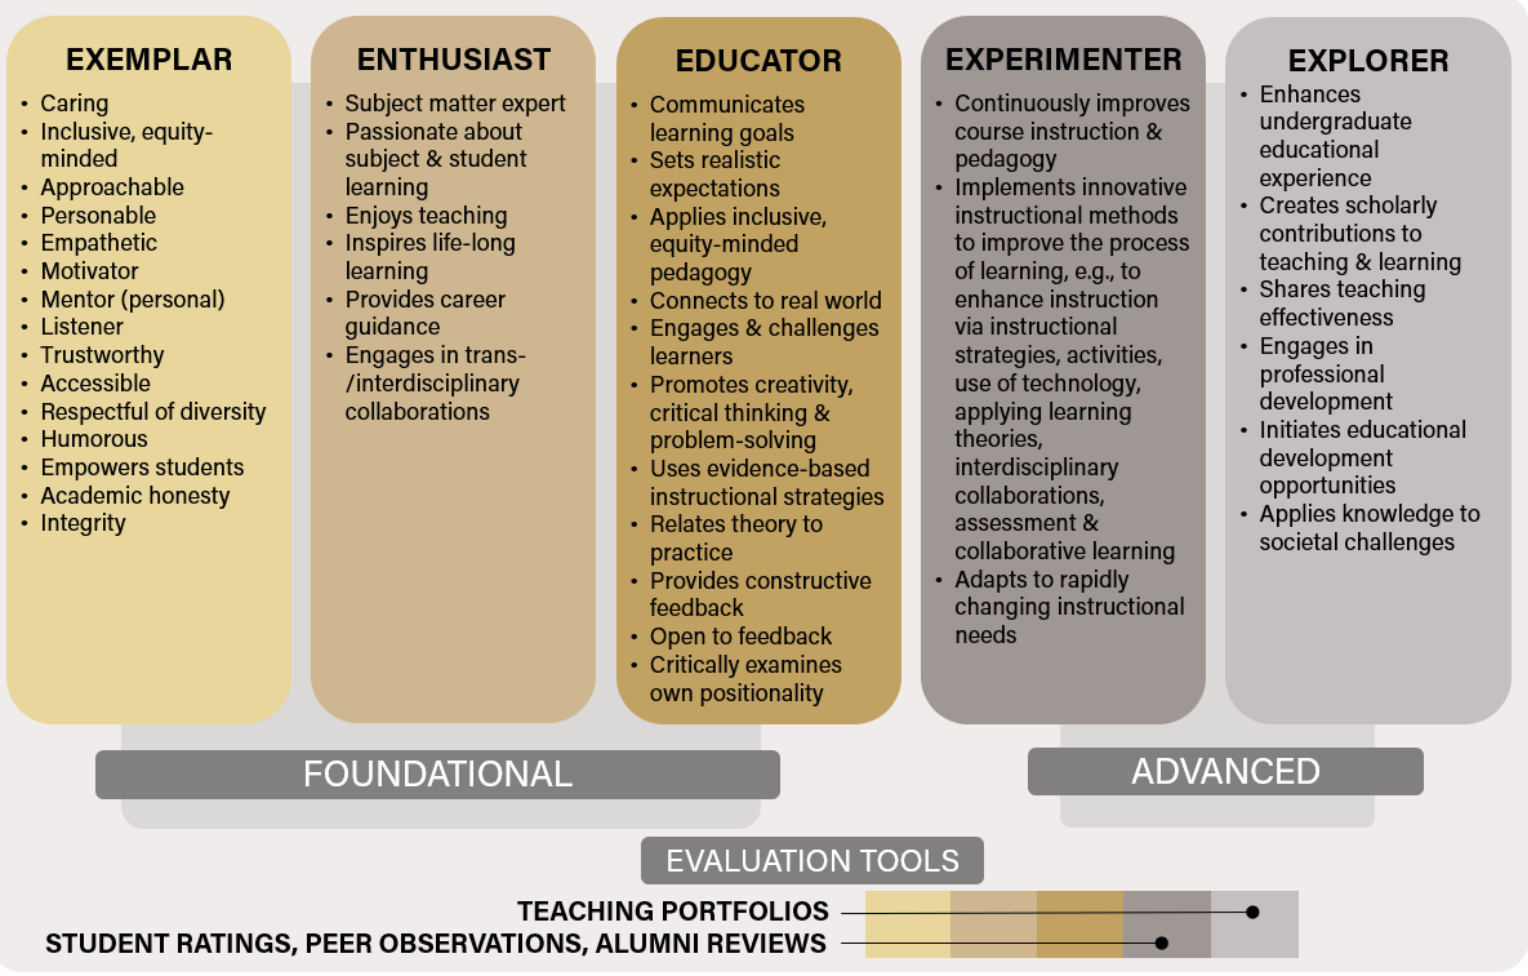 EXEMPLAR
• Caring
• Inclusive, equity-
minded
• Approachable
• Personable
• Empathetic
• Motivator
• Mentor (personal)
• Listener
• Trustworthy
• Accessible
• Respectful of diversity
• Humorous
• Empowers students
• Academic honesty
• Integrity
ENTHUSIAST
• Subject matter expert
• Passionate about
subject & student
learning
• Enjoys teaching
• Inspires life-long
learning
• Provides career
guidance
• Engages in trans-
/interdisciplinary
collaborations
EDUCATOR
• Communicates
learning goals
• Sets realistic
expectations
• Applies inclusive,
equity-minded
pedagogy
• Connects to real world
• Engages & challenges
learners
• Promotes creativity,
critical thinking &
problem-solving
• Uses evidence-based
instructional strategies
• Relates theory to
practice
• Provides constructive
feedback
• Open to feedback
• Critically examines
own positionality
EXPERIMENTER
• Continuously improves
course instruction &
pedagogy
• Implements innovative
instructional methods
to improve the process
of learning, e.g., to
enhance instruction
via instructional
strategies, activities,
use of technology,
applying learning
theories,
interdisciplinary
collaborations,
assessment &
collaborative learning
• Adapts to rapidly
changing instructional
needs
EXPLORER
• Enhances
undergraduate
educational
experience
• Creates scholarly
contributions to
teaching & learning
• Shares teaching
effectiveness
• Engages in
professional
development
• Initiates educational
development
opportunities
• Applies knowledge to
societal challenges
FOUNDATIONAL
ADVANCED
EVALUATION TOOLS
TEACHING PORTFOLIOS
STUDENT RATINGS, PEER OBSERVATIONS, ALUMNI REVIEWS